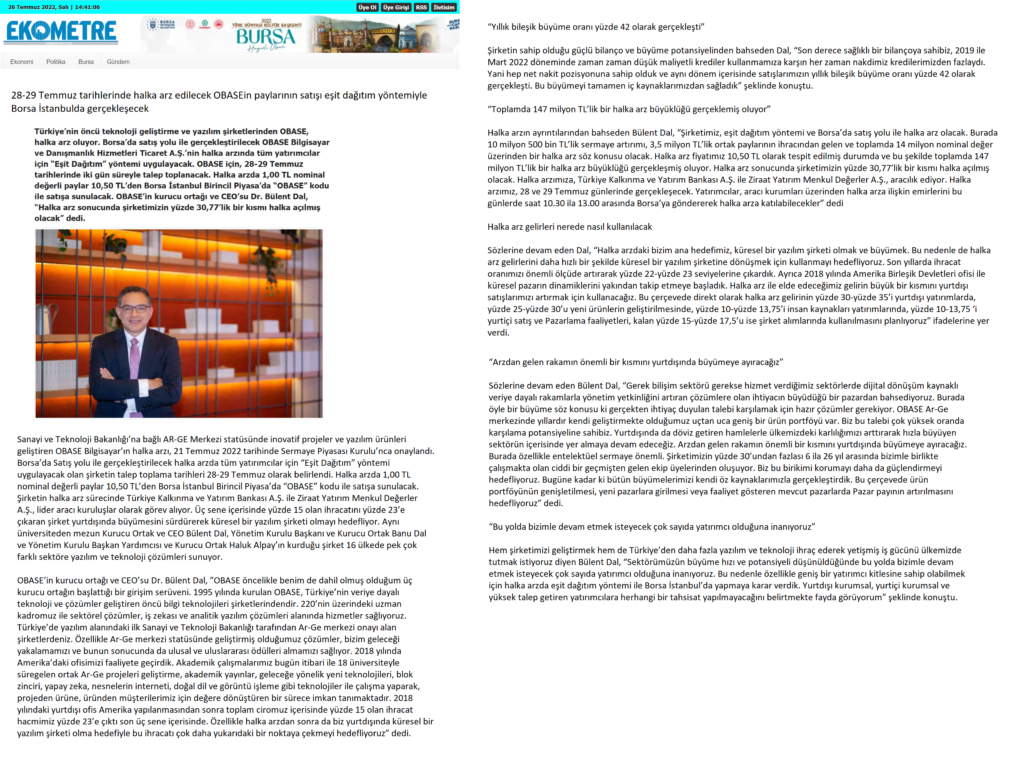 26 Temmuz 2022, Salı | 14:41:06
Üye Ol Üye Girişi RSS İletisim
EKOMETRE
2022
TÜRK DÜNYASI KÜLTÜR BAŞKENTİ
BURSA
Ekonomi Politika Bursa Gündem
28-29 Temmuz tarihlerinde halka arz edilecek OBASEin paylarının satışı eşit dağıtım yöntemiyle
Borsa İstanbulda gerçekleşecek
Türkiye’nin öncü teknoloji geliştirme ve yazılım şirketlerinden OBASE,
halka arz oluyor. Borsa’da satış yolu ile gerçekleştirilecek OBASE Bilgisayar
ve Danışmanlık Hizmetleri Ticaret A.Ş.’nin halka arzında tüm yatırımcılar
için “Eşit Dağıtım” yöntemi uygulayacak. OBASE için, 28-29 Temmuz
tarihlerinde iki gün süreyle talep toplanacak. Halka arzda 1,00 TL nominal
değerli paylar 10,50 TL’den Borsa İstanbul Birincil Piyasa’da “OBASE” kodu
ile satışa sunulacak. OBASE’in kurucu ortağı ve CEO’su Dr. Bülent Dal,
“Halka arz sonucunda şirketimizin yüzde 30,77’lik bir kısmı halka açılmış
olacak” dedi.
Sanayi ve Teknoloji Bakanlığı’na bağlı AR-GE Merkezi statüsünde inovatif projeler ve yazılım ürünleri
geliştiren OBASE Bilgisayar’ın halka arzı, 21 Temmuz 2022 tarihinde Sermaye Piyasası Kurulu’nca onaylandı.
Borsa’da Satış yolu ile gerçekleştirilecek halka arzda tüm yatırımcılar için “Eşit Dağıtım” yöntemi
uygulayacak olan şirketin talep toplama tarihleri 28-29 Temmuz olarak belirlendi. Halka arzda 1,00 TL
nominal değerli paylar 10,50 TL’den Borsa İstanbul Birincil Piyasa’da “OBASE” kodu ile satışa sunulacak.
Şirketin halka arz sürecinde Türkiye Kalkınma ve Yatırım Bankası A.Ş. ile Ziraat Yatırım Menkul Değerler
A.Ş., lider aracı kuruluşlar olarak görev alıyor. Üç sene içerisinde yüzde 15 olan ihracatını yüzde 23’e
çıkaran şirket yurtdışında büyümesini sürdürerek küresel bir yazılım şirketi olmayı hedefliyor. Aynı
üniversiteden mezun Kurucu Ortak ve CEO Bülent Dal, Yönetim Kurulu Başkanı ve Kurucu Ortak Banu Dal
ve Yönetim Kurulu Başkan Yardımcısı ve Kurucu Ortak Haluk Alpay’ın kurduğu şirket 16 ülkede pek çok
farklı sektöre yazılım ve teknoloji çözümleri sunuyor.
OBASE’in kurucu ortağı ve CEO’su Dr. Bülent Dal, “OBASE öncelikle benim de dahil olmuş olduğum üç
kurucu ortağın başlattığı bir girişim serüveni. 1995 yılında kurulan OBASE, Türkiye’nin veriye dayalı
teknoloji ve çözümler geliştiren öncü bilgi teknolojileri şirketlerindendir. 220’nin üzerindeki uzman
kadromuz ile sektörel çözümler, iş zekası ve analitik yazılım çözümleri alanında hizmetler sağlıyoruz.
Türkiye’de yazılım alanındaki ilk Sanayi ve Teknoloji Bakanlığı tarafından Ar-Ge merkezi onayı alan
şirketlerdeniz. Özellikle Ar-Ge merkezi statüsünde geliştirmiş olduğumuz çözümler, bizim geleceği
yakalamamızı ve bunun sonucunda da ulusal ve uluslararası ödülleri almamızı sağlıyor. 2018 yılında
Amerika’daki ofisimizi faaliyete geçirdik. Akademik çalışmalarımız bugün itibari ile 18 üniversiteyle
süregelen ortak Ar-Ge projeleri geliştirme, akademik yayınlar, geleceğe yönelik yeni teknolojileri, blok
zinciri, yapay zeka, nesnelerin interneti, doğal dil ve görüntü işleme gibi teknolojiler ile çalışma yaparak,
projeden ürüne, üründen müşterilerimiz için değere dönüştüren bir sürece imkan tanımaktadır. 2018
yılındaki yurtdışı ofis Amerika yapılanmasından sonra toplam ciromuz içerisinde yüzde 15 olan ihracat
hacmimiz yüzde 23’e çıktı son üç sene içerisinde. Özellikle halka arzdan sonra da biz yurtdışında küresel bir
yazılım şirketi olma hedefiyle bu ihracatı çok daha yukarıdaki bir noktaya çekmeyi hedefliyoruz” dedi.
“Yıllık bileşik büyüme oranı yüzde 42 olarak gerçekleşti”
Şirketin sahip olduğu güçlü bilanço ve büyüme potansiyelinden bahseden Dal, “Son derece sağlıklı bir bilançoya sahibiz, 2019 ile
Mart 2022 döneminde zaman zaman düşük maliyetli krediler kullanmamıza karşın her zaman nakdimiz kredilerimizden fazlaydı.
Yani hep net nakit pozisyonuna sahip olduk ve aynı dönem içerisinde satışlarımızın yıllık bileşik büyüme oranı yüzde 42 olarak
gerçekleşti. Bu büyümeyi tamamen iç kaynaklarımızdan sağladık” şeklinde konuştu.
“Toplamda 147 milyon TL’lik bir halka arz büyüklüğü gerçekleşmiş oluyor”
Halka arzın ayrıntılarından bahseden Bülent Dal, “Şirketimiz, eşit dağıtım yöntemi ve Borsa’da satış yolu ile halka arz olacak. Burada
10 milyon 500 bin TL’lik sermaye artırımı, 3,5 milyon TL’lik ortak paylarının ihracından gelen ve toplamda 14 milyon nominal değer
üzerinden bir halka arz söz konusu olacak. Halka arz fiyatımız 10,50 TL olarak tespit edilmiş durumda ve bu şekilde toplamda 147
milyon TL’lik bir halka arz büyüklüğü gerçekleşmiş oluyor. Halka arz sonucunda şirketimizin yüzde 30,77’lik bir kısmı halka açılmış
olacak. Halka arzımıza, Türkiye Kalkınma ve Yatırım Bankası A.Ş. ile Ziraat Yatırım Menkul Değerler A.Ş., aracılık ediyor. Halka
arzımız, 28 ve 29 Temmuz günlerinde gerçekleşecek. Yatırımcılar, aracı kurumları üzerinden halka arza ilişkin emirlerini bu
günlerde saat 10.30 ila 13.00 arasında Borsa’ya göndererek halka arza katılabilecekler” dedi
Halka arz gelirleri nerede nasıl kullanılacak
Sözlerine devam eden Dal, “Halka arzdaki bizim ana hedefimiz, küresel bir yazılım şirketi olmak ve büyümek. Bu nedenle de halka
arz gelirlerini daha hızlı bir şekilde küresel bir yazılım şirketine dönüşmek için kullanmayı hedefliyoruz. Son yıllarda ihracat
oranımızı önemli ölçüde artırarak yüzde 22-yüzde 23 seviyelerine çıkardık. Ayrıca 2018 yılında Amerika Birleşik Devletleri ofisi ile
küresel pazarın dinamiklerini yakından takip etmeye başladık. Halka arz ile elde edeceğimiz gelirin büyük bir kısmını yurtdışı
satışlarımızı artırmak için kullanacağız. Bu çerçevede direkt olarak halka arz gelirinin yüzde 30-yüzde 35’i yurtdışı yatırımlarda,
yüzde 25-yüzde 30’u yeni ürünlerin geliştirilmesinde, yüzde 10-yüzde 13,75’i insan kaynakları yatırımlarında, yüzde 10-13,75 ’i
yurtiçi satış ve Pazarlama faaliyetleri, kalan yüzde 15-yüzde 17,5’u ise şirket alımlarında kullanılmasını planlıyoruz” ifadelerine yer
verdi.
“Arzdan gelen rakamın önemli bir kısmını yurtdışında büyümeye ayıracağız”
Sözlerine devam eden Bülent Dal, “Gerek bilişim sektörü gerekse hizmet verdiğimiz sektörlerde dijital dönüşüm kaynaklı
veriye dayalı rakamlarla yönetim yetkinliğini artıran çözümlere olan ihtiyacın büyüdüğü bir pazardan bahsediyoruz. Burada
öyle bir büyüme söz konusu ki gerçekten ihtiyaç duyulan talebi karşılamak için hazır çözümler gerekiyor. OBASE Ar-Ge
merkezinde yıllardır kendi geliştirmekte olduğumuz uçtan uca geniş bir ürün portföyü var. Biz bu talebi çok yüksek oranda
karşılama potansiyeline sahibiz. Yurtdışında da döviz getiren hamlelerle ülkemizdeki karlılığımızı arttırarak hızla büyüyen
sektörün içerisinde yer almaya devam edeceğiz. Arzdan gelen rakamın önemli bir kısmını yurtdışında büyümeye ayıracağız.
Burada özellikle entelektüel sermaye önemli. Şirketimizin yüzde 30’undan fazlası 6 ila 26 yıl arasında bizimle birlikte
çalışmakta olan ciddi bir geçmişten gelen ekip üyelerinden oluşuyor. Biz bu birikimi korumayı daha da güçlendirmeyi
hedefliyoruz. Bugüne kadar ki bütün büyümelerimizi kendi öz kaynaklarımızla gerçekleştirdik. Bu çerçevede ürün
portföyünün genişletilmesi, yeni pazarlara girilmesi veya faaliyet gösteren mevcut pazarlarda Pazar payının artırılmasını
hedefliyoruz” dedi.
“Bu yolda bizimle devam etmek isteyecek çok sayıda yatırımcı olduğuna inanıyoruz”
Hem şirketimizi geliştirmek hem de Türkiye’den daha fazla yazılım ve teknoloji ihraç ederek yetişmiş iş gücünü ülkemizde
tutmak istiyoruz diyen Bülent Dal, “Sektörümüzün büyüme hızı ve potansiyeli düşünüldüğünde bu yolda bizimle devam
etmek isteyecek çok sayıda yatırımcı olduğuna inanıyoruz. Bu nedenle özellikle geniş bir yatırımcı kitlesine sahip olabilmek
için halka arzda eşit dağıtım yöntemi ile Borsa İstanbul’da yapmaya karar verdik. Yurtdışı kurumsal, yurtiçi kurumsal ve
yüksek talep getiren yatırımcılara herhangi bir tahsisat yapılmayacağını belirtmekte fayda görüyorum” şeklinde konuştu.